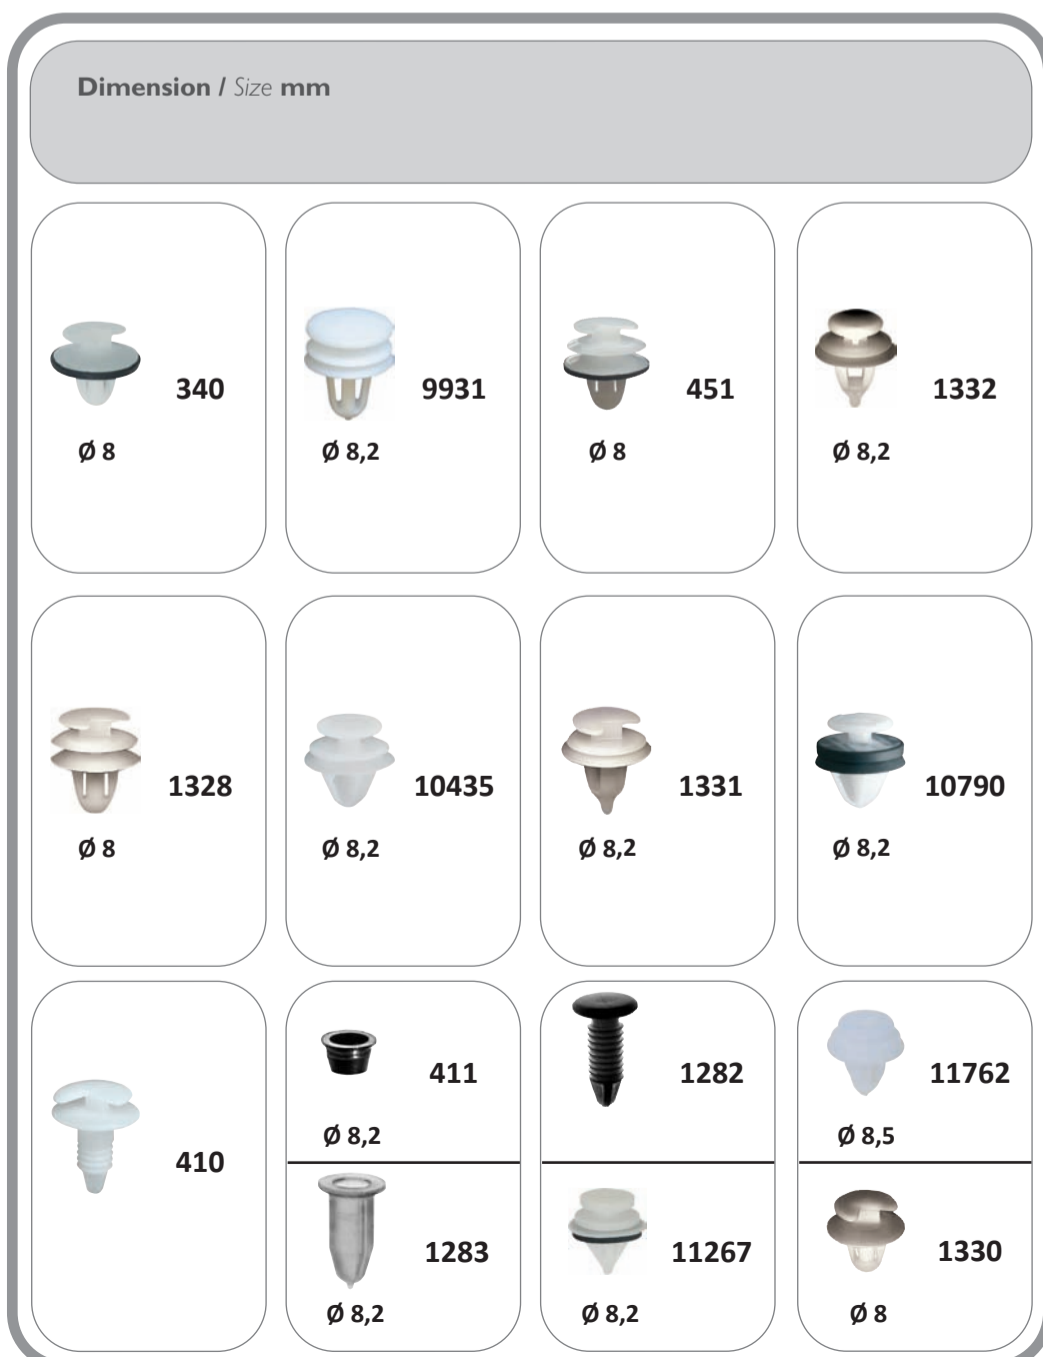 Dimension / Size mm
340
Ø 8
9931
Ø 8,2
451
Ø 8
1332
Ø 8,2
1328
Ø 8
10435
Ø 8,2
1331
Ø 8,2
10790
Ø 8,2
410
411
Ø 8,2
1283
Ø 8,2
1282
11267
Ø 8,2
11762
Ø 8,5
1330
Ø 8